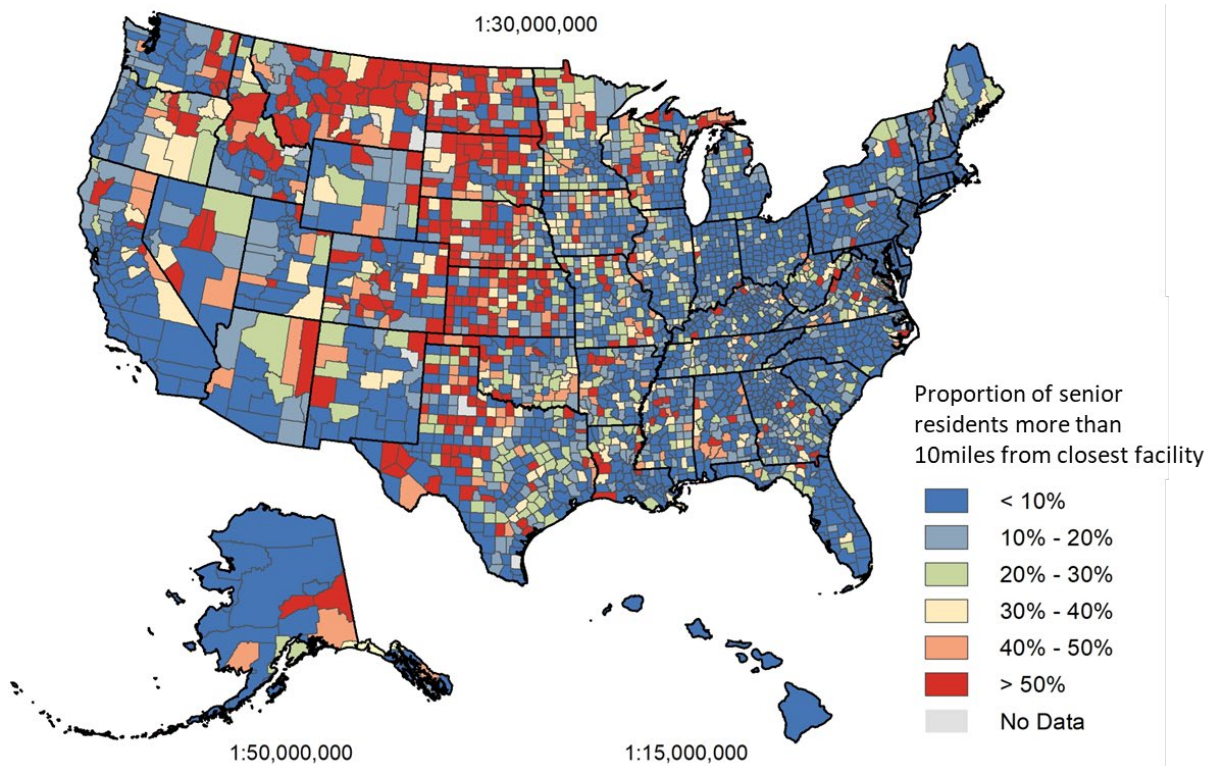 1:30,000,000
Proportion of senior
residents more than
10miles from closest facility
< 10%
10% - 20%
20% - 30%
30% - 40%
40% - 50%
> 50%
No Data
1:50,000,000
1:15,000,000